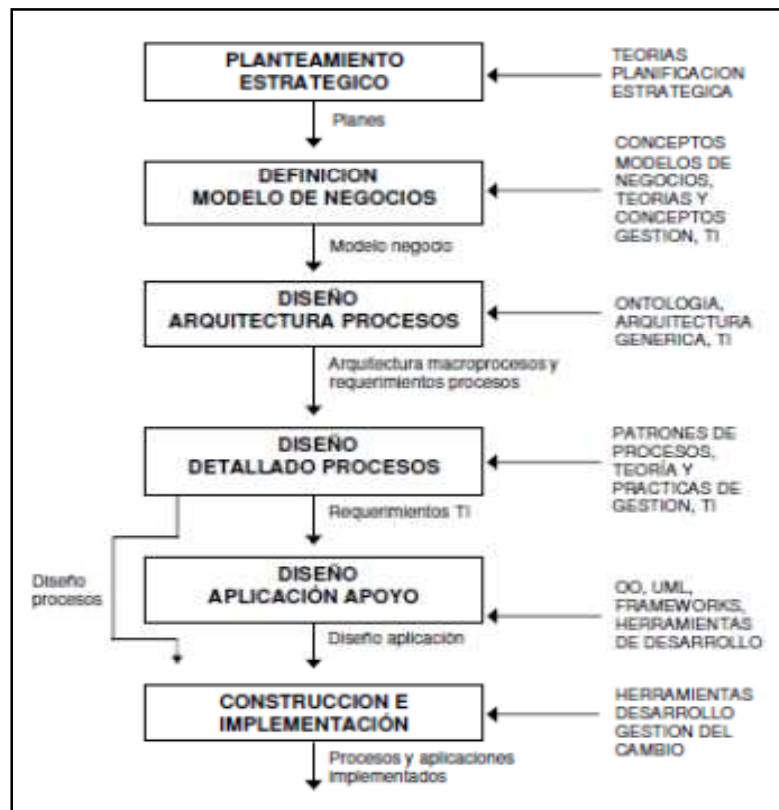 PLANTEAMIENTO
ESTRATEGICO
TEORIAS
PLANIFICACION
ESTRATEGICA
Planes
DEFINICION
MODELO DE NEGOCIOS
CONCEPTOS
MODELOS DE
NEGOCIOS,
TEORIAS Y
CONCEPTOS
GESTION, TI
Modelo negocio
DISEÑO
ARQUITECTURA PROCESOS
ONTOLOGIA,
ARQUITECTURA
GENERICA, TI
Arquitectura macroprocesos y
requerimientos procesos
DISEÑO
DETALLADO PROCESOS
PATRONES DE
PROCESOS,
TEORÍA Y
PRACTICAS DE
GESTION, TI
Requerimientos TI
Diseño
procesos
DISEÑO
APLICACIÓN APOYO
OO, UML,
FRAMEWORKS,
HERRAMIENTAS
DE DESARROLLO
Diseño aplicación
CONSTRUCCION E
IMPLEMENTACIÓN
HERRAMIENTAS
DESARROLLO
GESTION DEL
CAMBIO
Procesos y aplicaciones
implementados